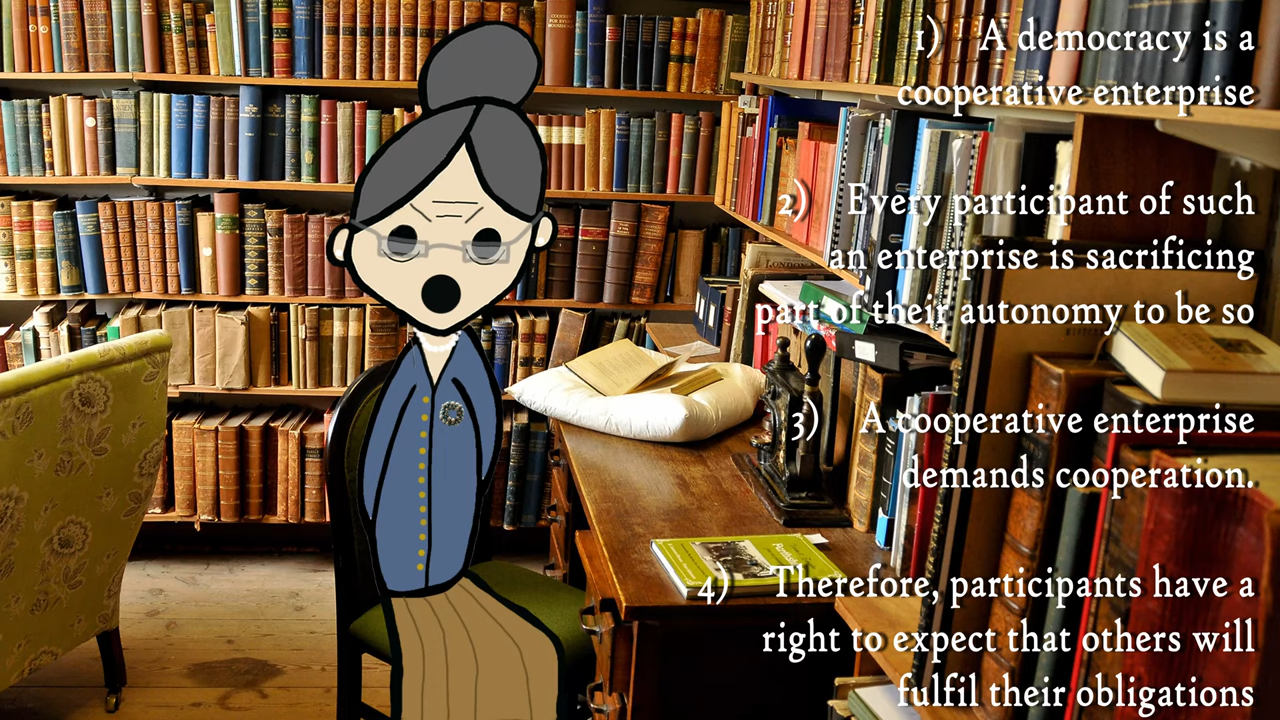 1) A democracy is a
cooperative enterprise
2) Every participant of such
an enterprise is sacrificing
part of their autonomy to be so
3) A cooperative enterprise
demands cooperation.
4) Therefore, participants have a
right to expect that others will
fulfil their obligations